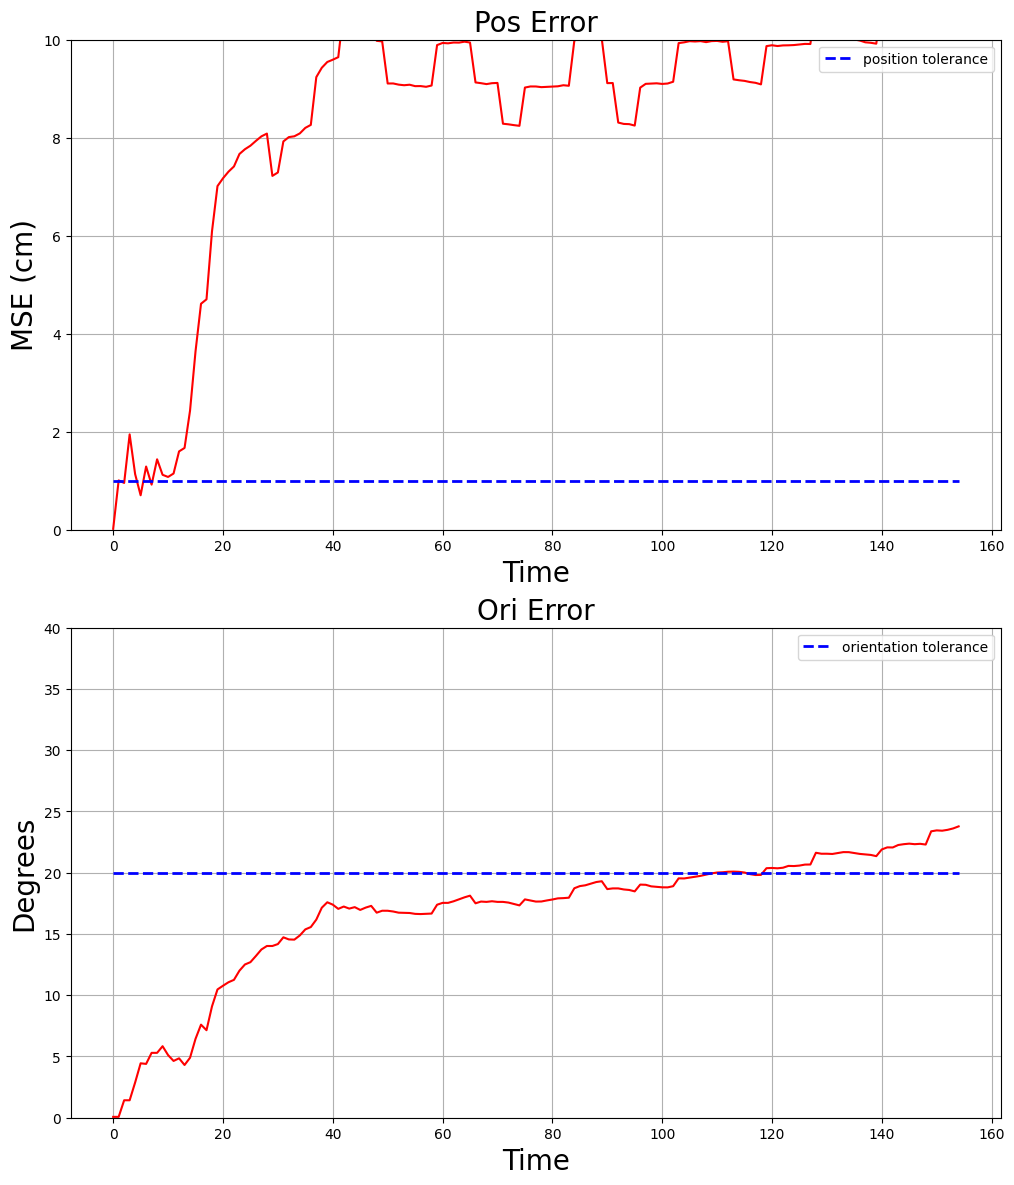 Pos Error
position tolerance
MSE (cm)
10
8
6
4
2
0
0 20 40 60 80 100 120 140 160
Time
Ori Error
orientation tolerance
Degrees
40
35
30
25
20
15
10
5
0
0 20 40 60 80 100 120 140 160
Time